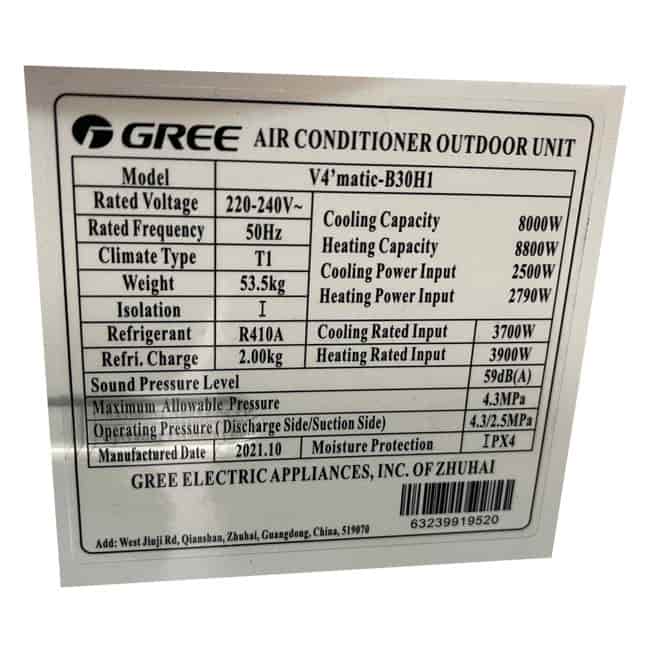 GREE AIR CONDITIONER OUTDOOR UNIT
Model V4'matic-B30H1
Rated Voltage 220-240V~
Rated Frequency 50Hz
Climate Type T1
Weight 53.5kg
Isolation I
Cooling Capacity 8000W
Heating Capacity 8800W
Cooling Power Input 2500W
Heating Power Input 2790W
Refrigerant R410A Cooling Rated Input 3700W
Refri. Charge 2.00kg Heating Rated Input 3900W
Sound Pressure Level 59dB(A)
Maximum Allowable Pressure 4.3MPa
Operating Pressure ( Discharge Side/Suction Side) 4.3/2.5MPa
Manufactured Date 2021.10 Moisture Protection IPX4
GREE ELECTRIC APPLIANCES, INC. OF ZHUHAI
63239919520
Add: West Jinji Rd, Qianshan, Zhuhai, Guangdong, China, 519070